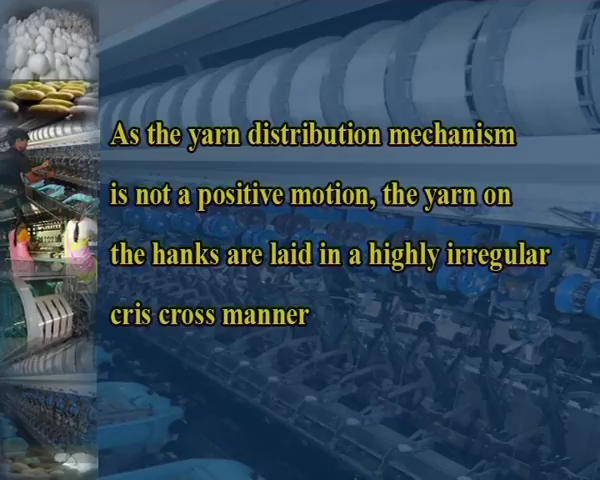 As the yarn distribution mechanism
is not a positive motion, the yarn on
the hanks are laid in a highly irregular
cris cross manner